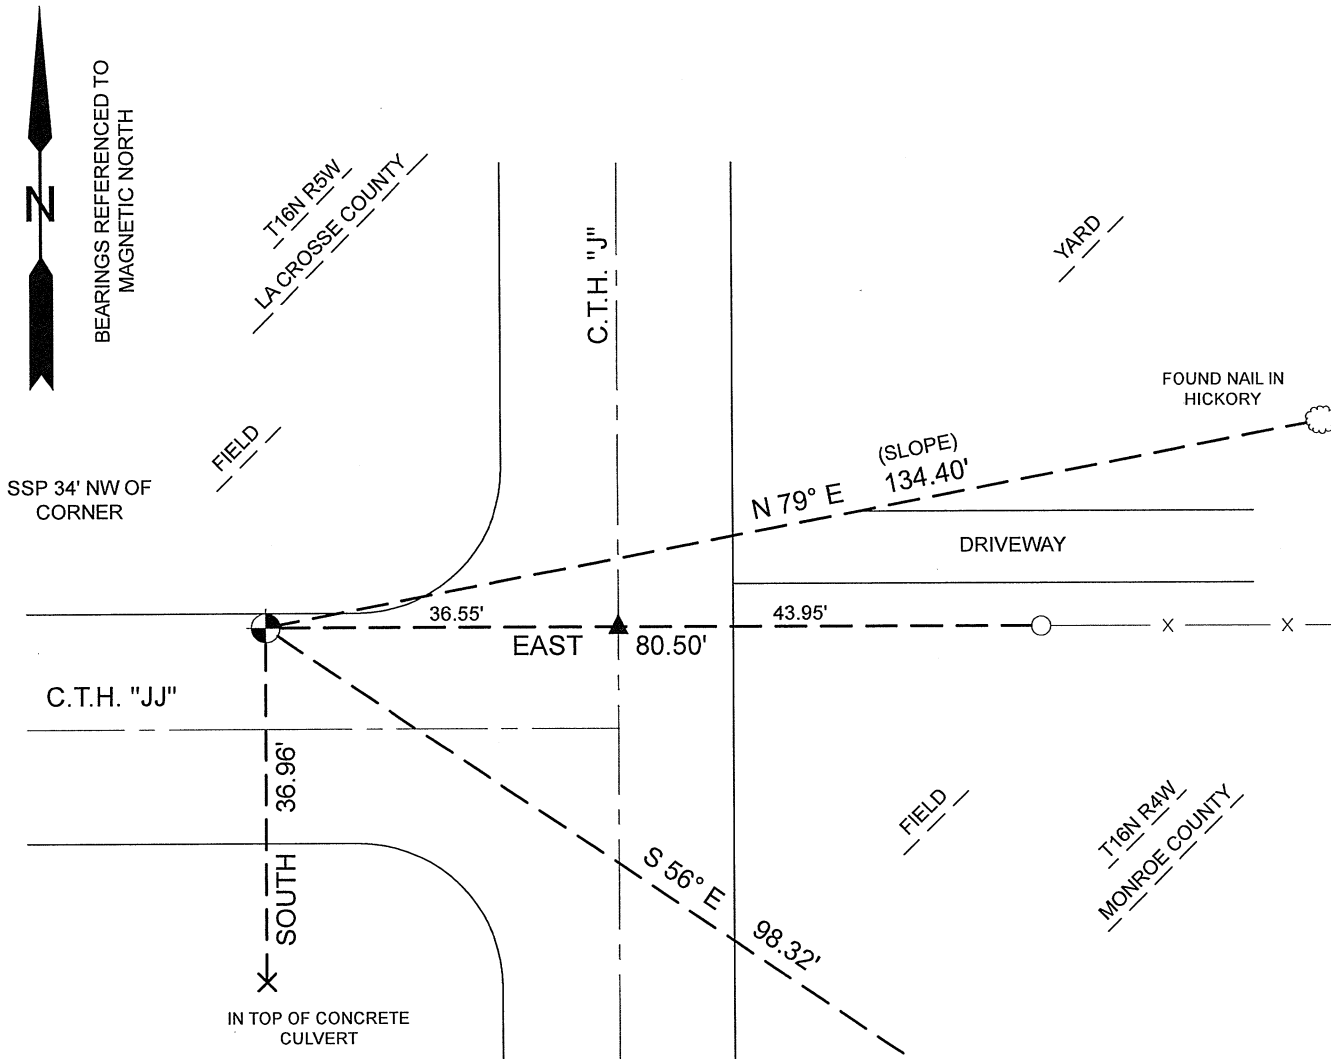 N
BEARINGS REFERENCED TO
MAGNETIC NORTH
T16N R5W
LA CROSSE COUNTY
C.T.H. "J"
YARD
FOUND NAIL IN
HICKORY
FIELD
(SLOPE)
N 79° E 134.40'
SSP 34' NW OF
CORNER
DRIVEWAY
36.55'
43.95'
EAST 80.50'
X X
C.T.H. "JJ"
SOUTH 36.96'
FIELD
T16N R4W
MONROE COUNTY
S 56° E 98.32'
IN TOP OF CONCRETE
CULVERT